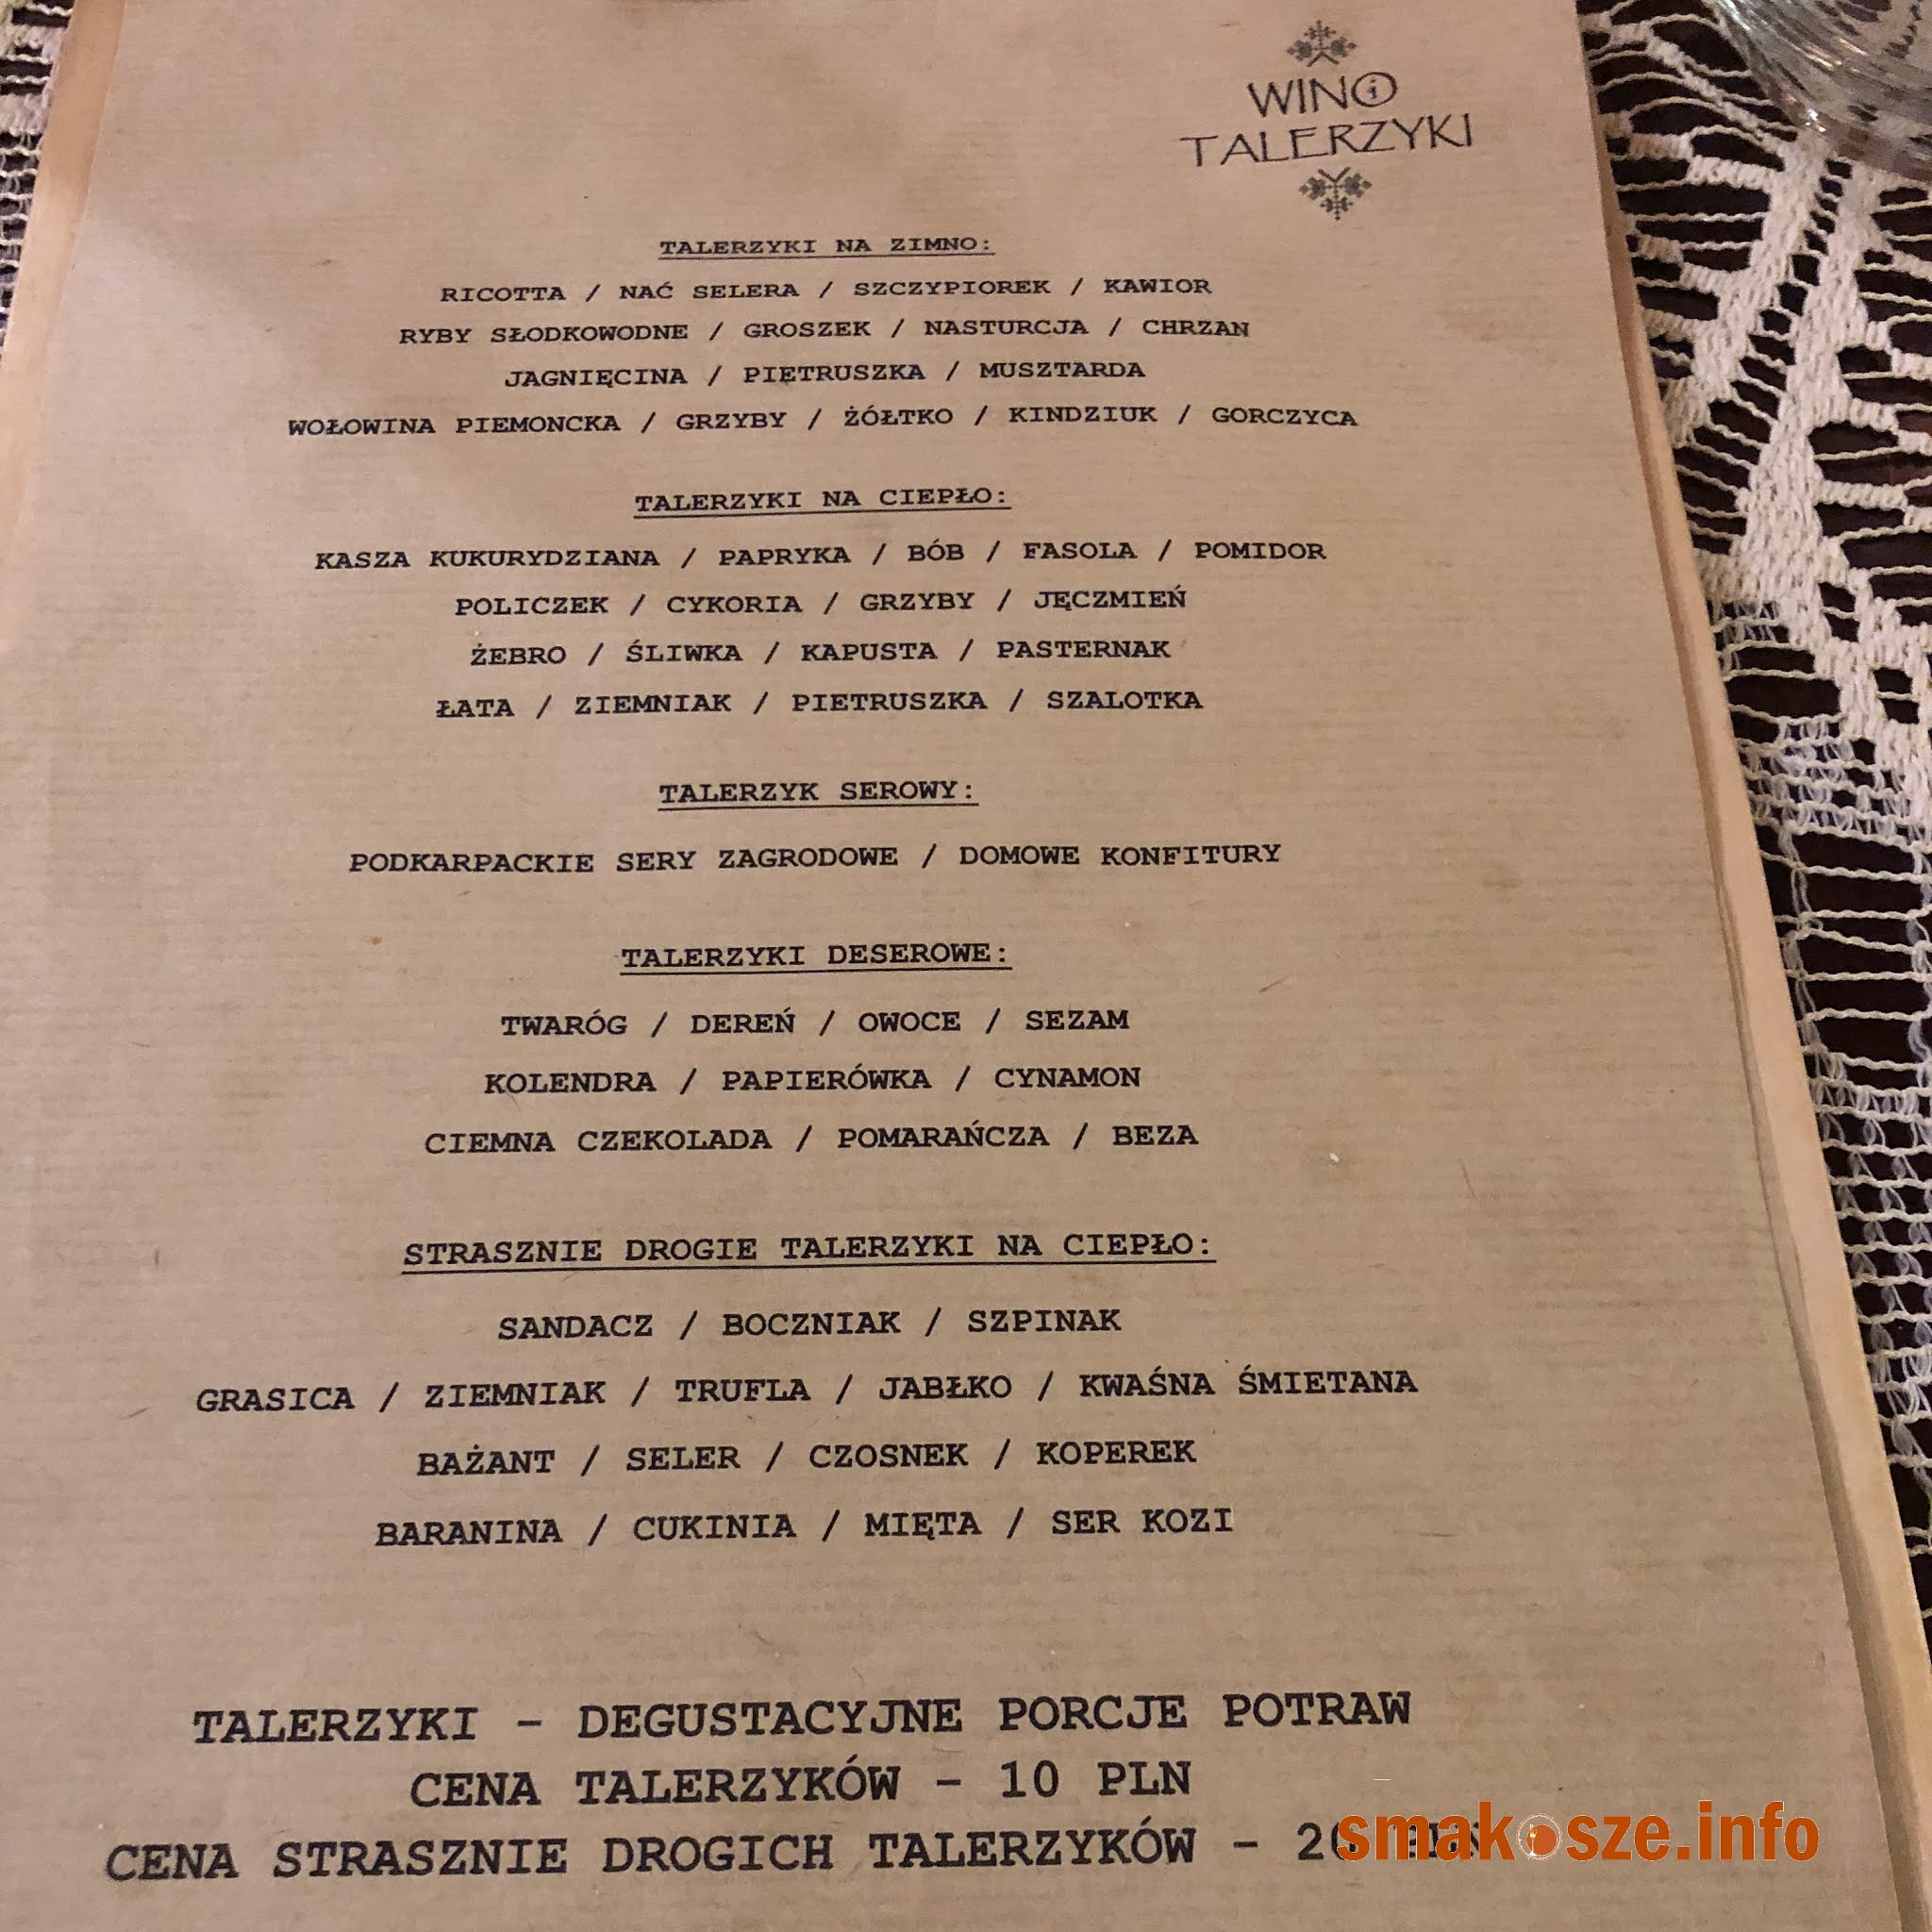 WINO i
TALERZYKI
TALERZYKI NA ZIMNO:
RICOTTA / NAĆ SELERA / SZCZYPIOREK / KAWIOR
RYBY SŁODKOWODNE / GROSZEK / NASTURCJA / CHRZAN
JAGNIĘCINA / PIETRUSZKA / MUSZTARDA
WOŁOWINA PIEMONCKA / GRZYBY / ŻÓŁTKO / KINDZIUK / GORCZYCA
TALERZYKI NA CIEPŁO:
KASZA KUKURYDZIANA / PAPRYKA / BÓB / FASOLA / POMIDOR
POLICZEK / CYKORIA / GRZYBY / JĘCZMIEŃ
ŻEBRO / ŚLIWKA / KAPUSTA / PASTERNAK
ŁATA / ZIEMNIAK / PIETRUSZKA / SZALOTKA
TALERZYK SEROWY:
PODKARPACKIE SERY ZAGRODOWE / DOMOWE KONFITURY
TALERZYKI DESEROWE:
TWARÓG / DEREŃ / OWOCE / SEZAM
KOLENDRA / PAPIERÓWKA / CYNAMON
CIEMNA CZEKOLADA / POMARAŃCZA / BEZA
STRASZNIE DROGIE TALERZYKI NA CIEPŁO:
SANDACZ / BOCZNIAK / SZPINAK
GRASICA / ZIEMNIAK / TRUFLA / JABŁKO / KWAŚNA ŚMIETANA
BAŻANT / SELER / CZOSNEK / KOPEREK
BARANINA / CUKINIA / MIĘTA / SER KOZI
TALERZYKI - DEGUSTACYJNE PORCJE POTRAW
CENA TALERZYKÓW - 10 PLN
CENA STRASZNIE DROGICH TALERZYKÓW - 20 PLN
smakosze.info